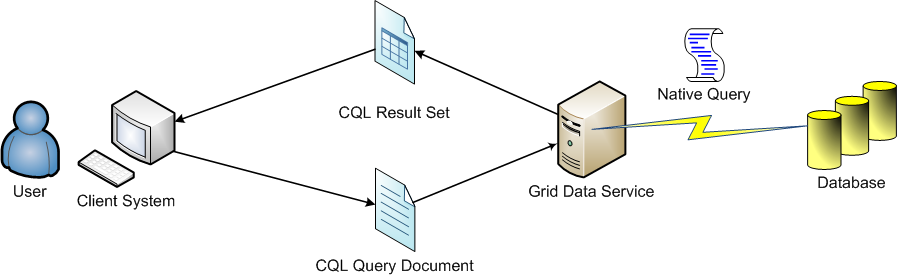 CQL Result Set
Native Query
User
Client System
Grid Data Service
Database
CQL Query Document